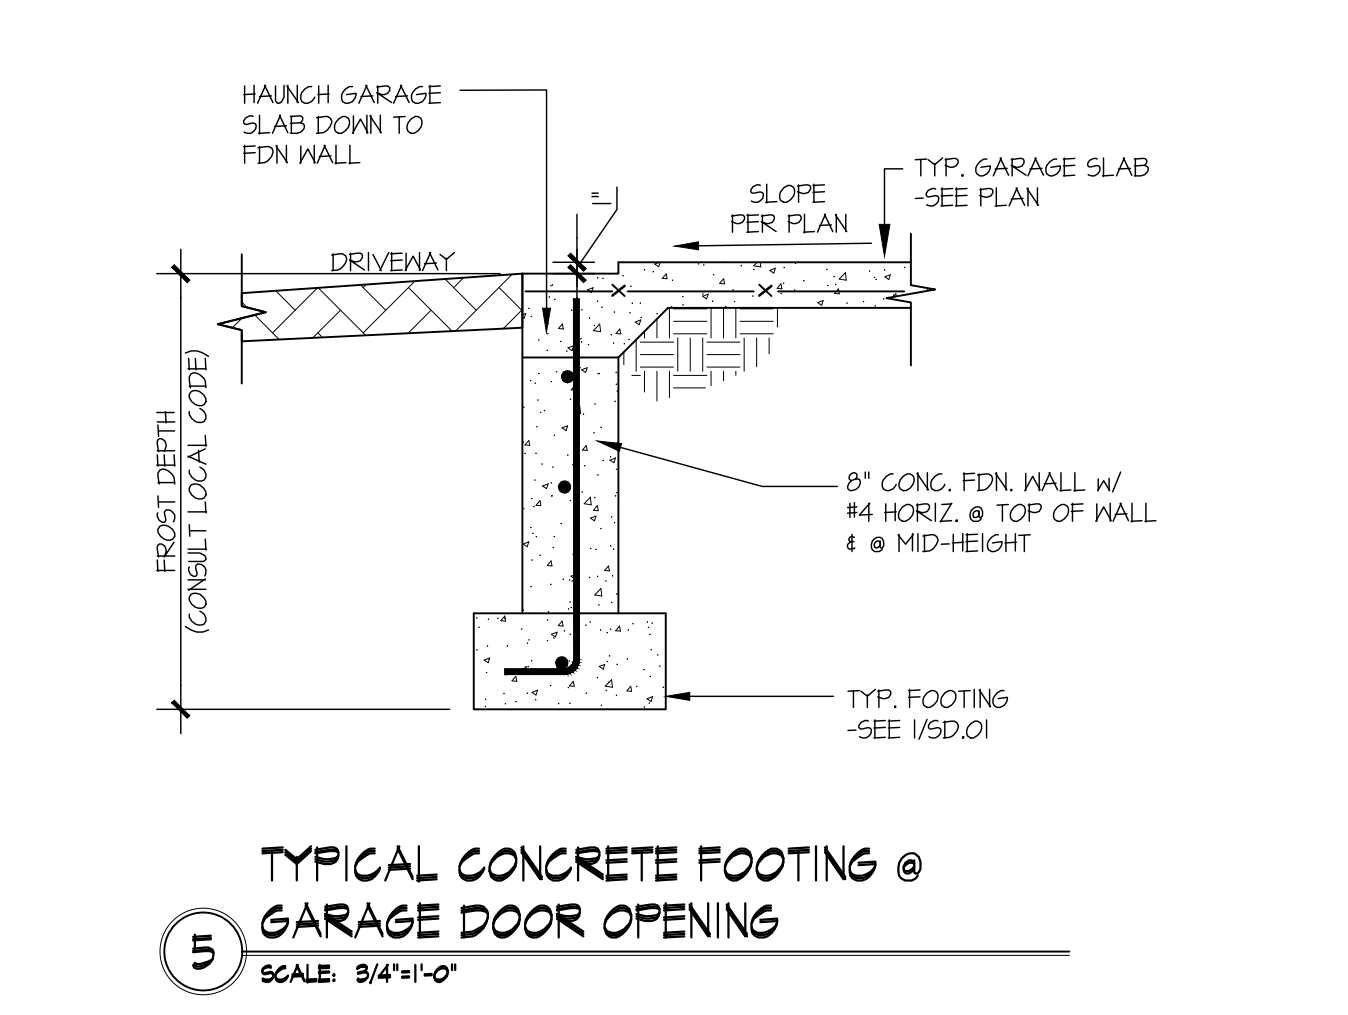 HAUNCH GARAGE
SLAB DOWN TO
FDN WALL
TYP. GARAGE SLAB
-SEE PLAN
SLOPE
PER PLAN
DRIVEWAY
FROST DEPTH
(CONSULT LOCAL CODE)
8" CONC. FDN. WALL w/
#4 HORIZ. @ TOP OF WALL
& @ MID-HEIGHT
TYP. FOOTING
-SEE 1/SD.01
TYPICAL CONCRETE FOOTING @
GARAGE DOOR OPENING
5
SCALE: 3/4"=1'-0"